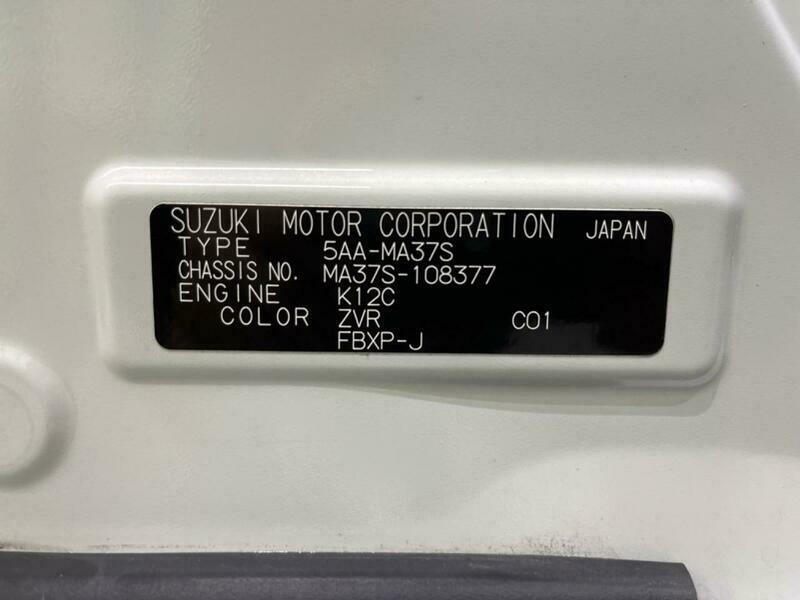 SUZUKI MOTOR CORPORATION JAPAN
TYPE 5AA-MA37S
CHASSIS NO. MA37S-108377
ENGINE K12C
COLOR ZVR C01
FBXP-J